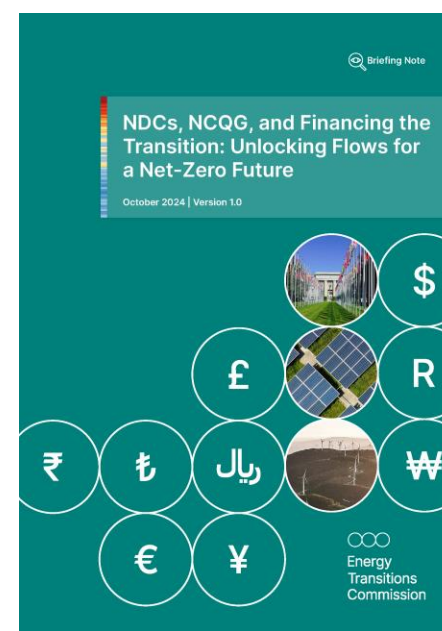 Briefing Note
NDCs, NCQG, and Financing the
Transition: Unlocking Flows for
a Net-Zero Future
October 2024 | Version 1.0
$
£
R
₹
₺
ريال
₩
€
¥
Energy
Transitions
Commission